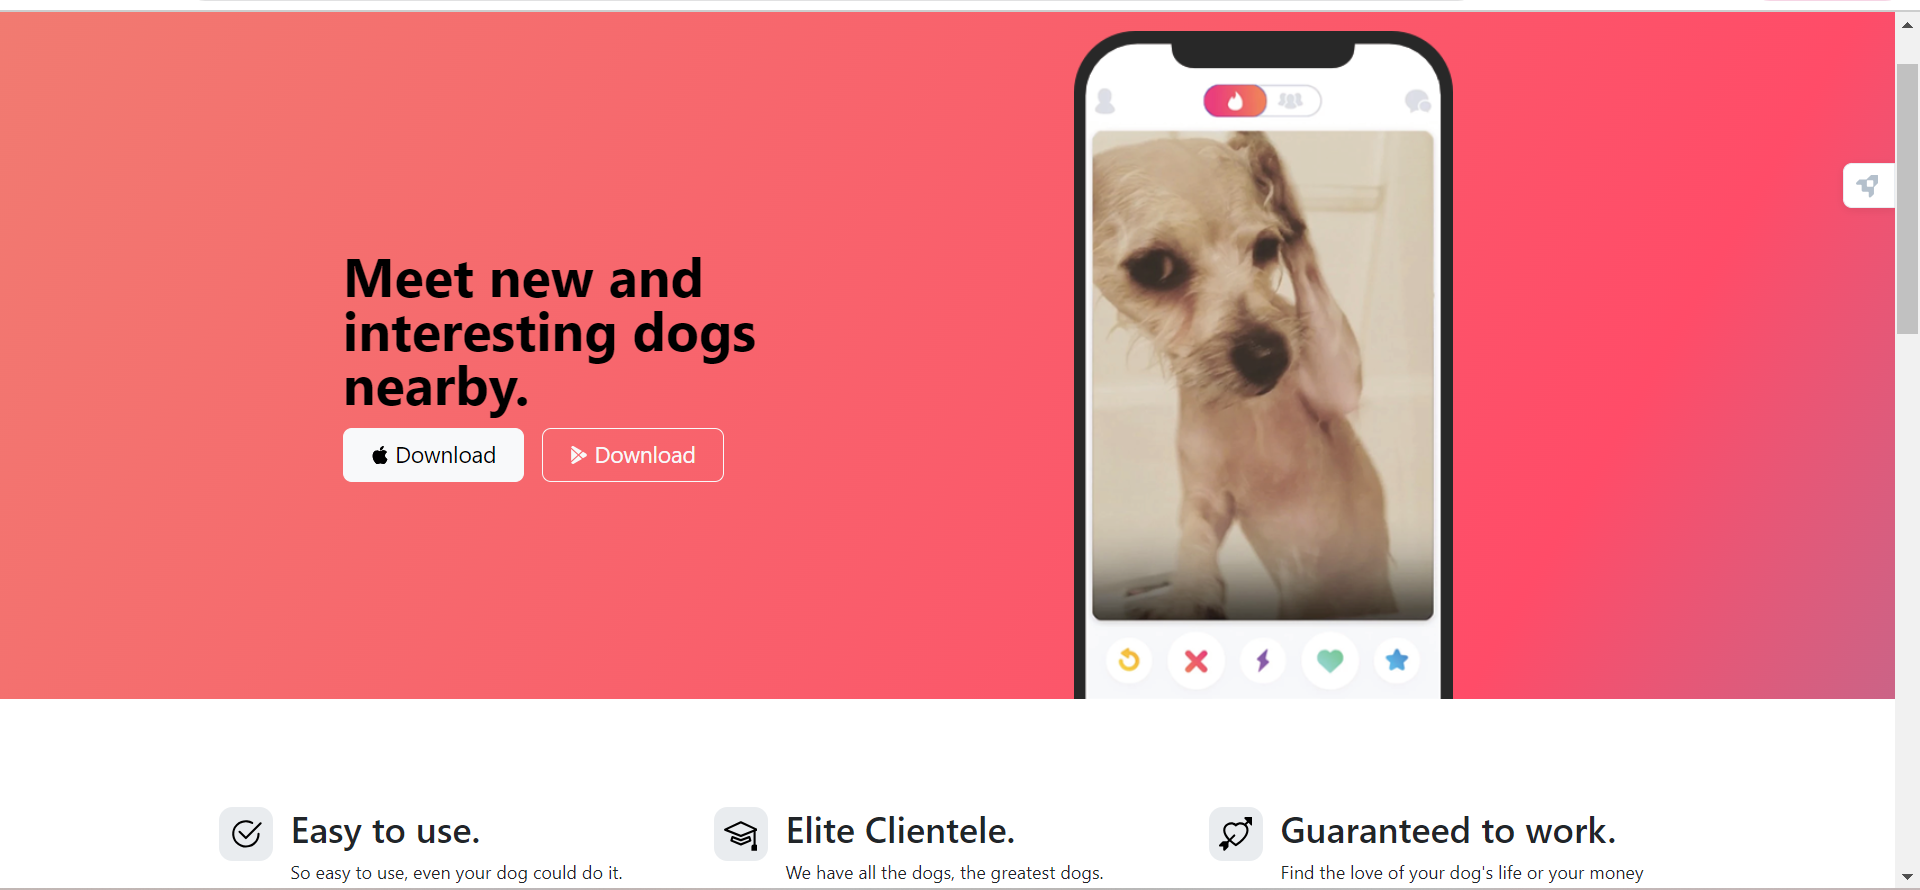 Meet new and
interesting dogs
nearby.
Download
Download
Easy to use.
So easy to use, even your dog could do it.
Elite Clientele.
We have all the dogs, the greatest dogs.
Guaranteed to work.
Find the love of your dog's life or your money